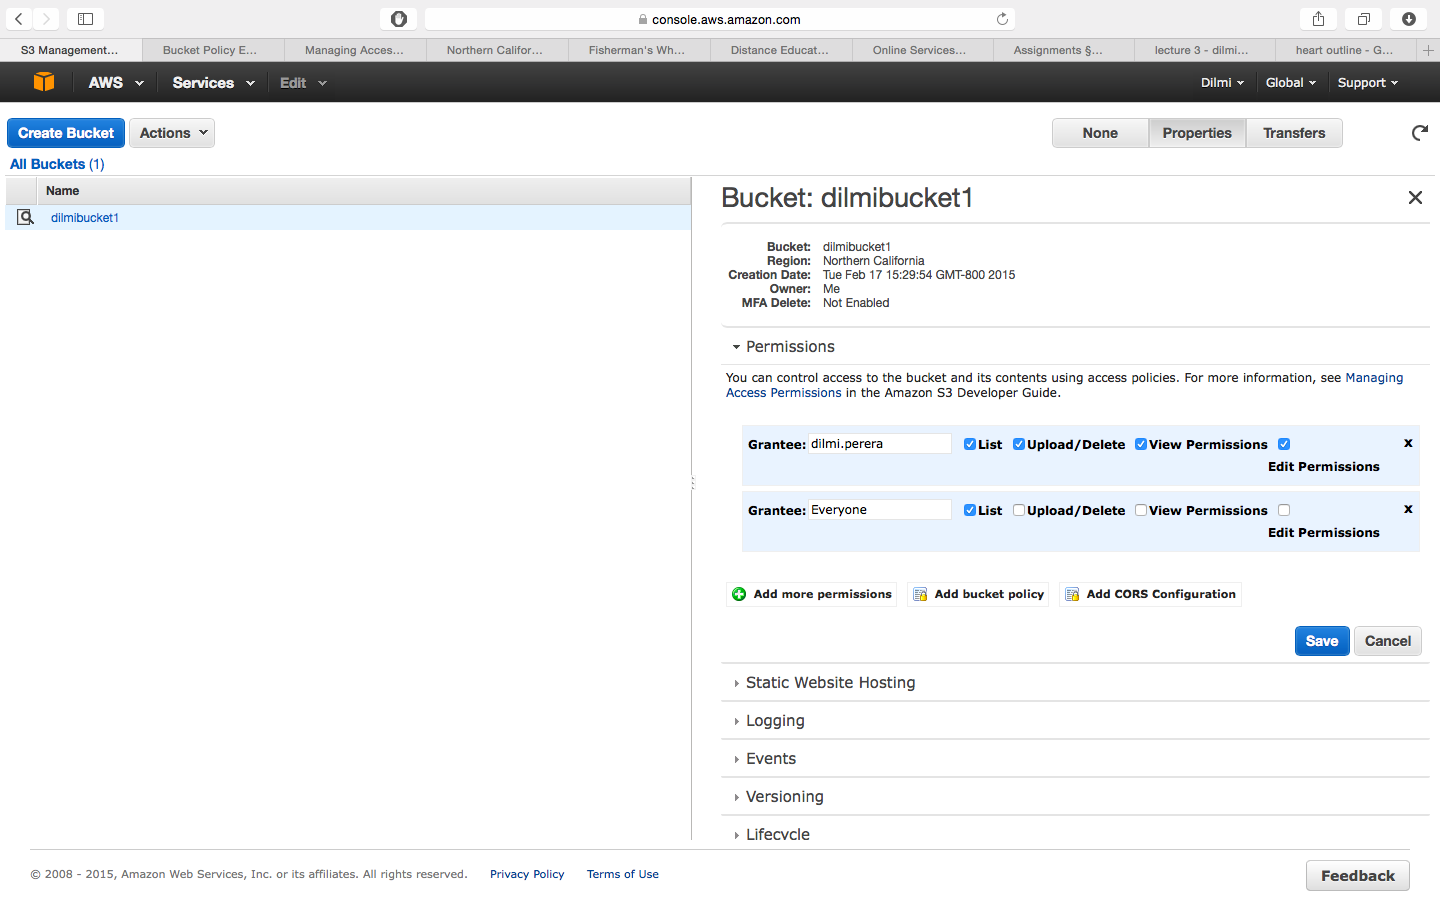 console.aws.amazon.com
S3 Management...
Bucket Policy E...
Managing Acces...
Northern Califor...
Fisherman's Wh...
Distance Educat...
Online Services...
Assignments §...
lecture 3 - dilmi...
heart outline - G...
AWS
Services
Edit
Dilmi
Global
Support
Create Bucket
Actions
None
Properties
Transfers
All Buckets (1)
Name
dilmibucket1
Bucket: dilmibucket1
Bucket: dilmibucket1
Region: Northern California
Creation Date: Tue Feb 17 15:29:54 GMT-800 2015
Owner: Me
MFA Delete: Not Enabled
Permissions
You can control access to the bucket and its contents using access policies. For more information, see Managing
Access Permissions in the Amazon S3 Developer Guide.
Grantee: dilmi.perera List Upload/Delete View Permissions x
Edit Permissions
Grantee: Everyone List Upload/Delete View Permissions x
Edit Permissions
Add more permissions
Add bucket policy
Add CORS Configuration
Save
Cancel
Static Website Hosting
Logging
Events
Versioning
Lifecycle
© 2008 - 2015, Amazon Web Services, Inc. or its affiliates. All rights reserved.
Privacy Policy
Terms of Use
Feedback